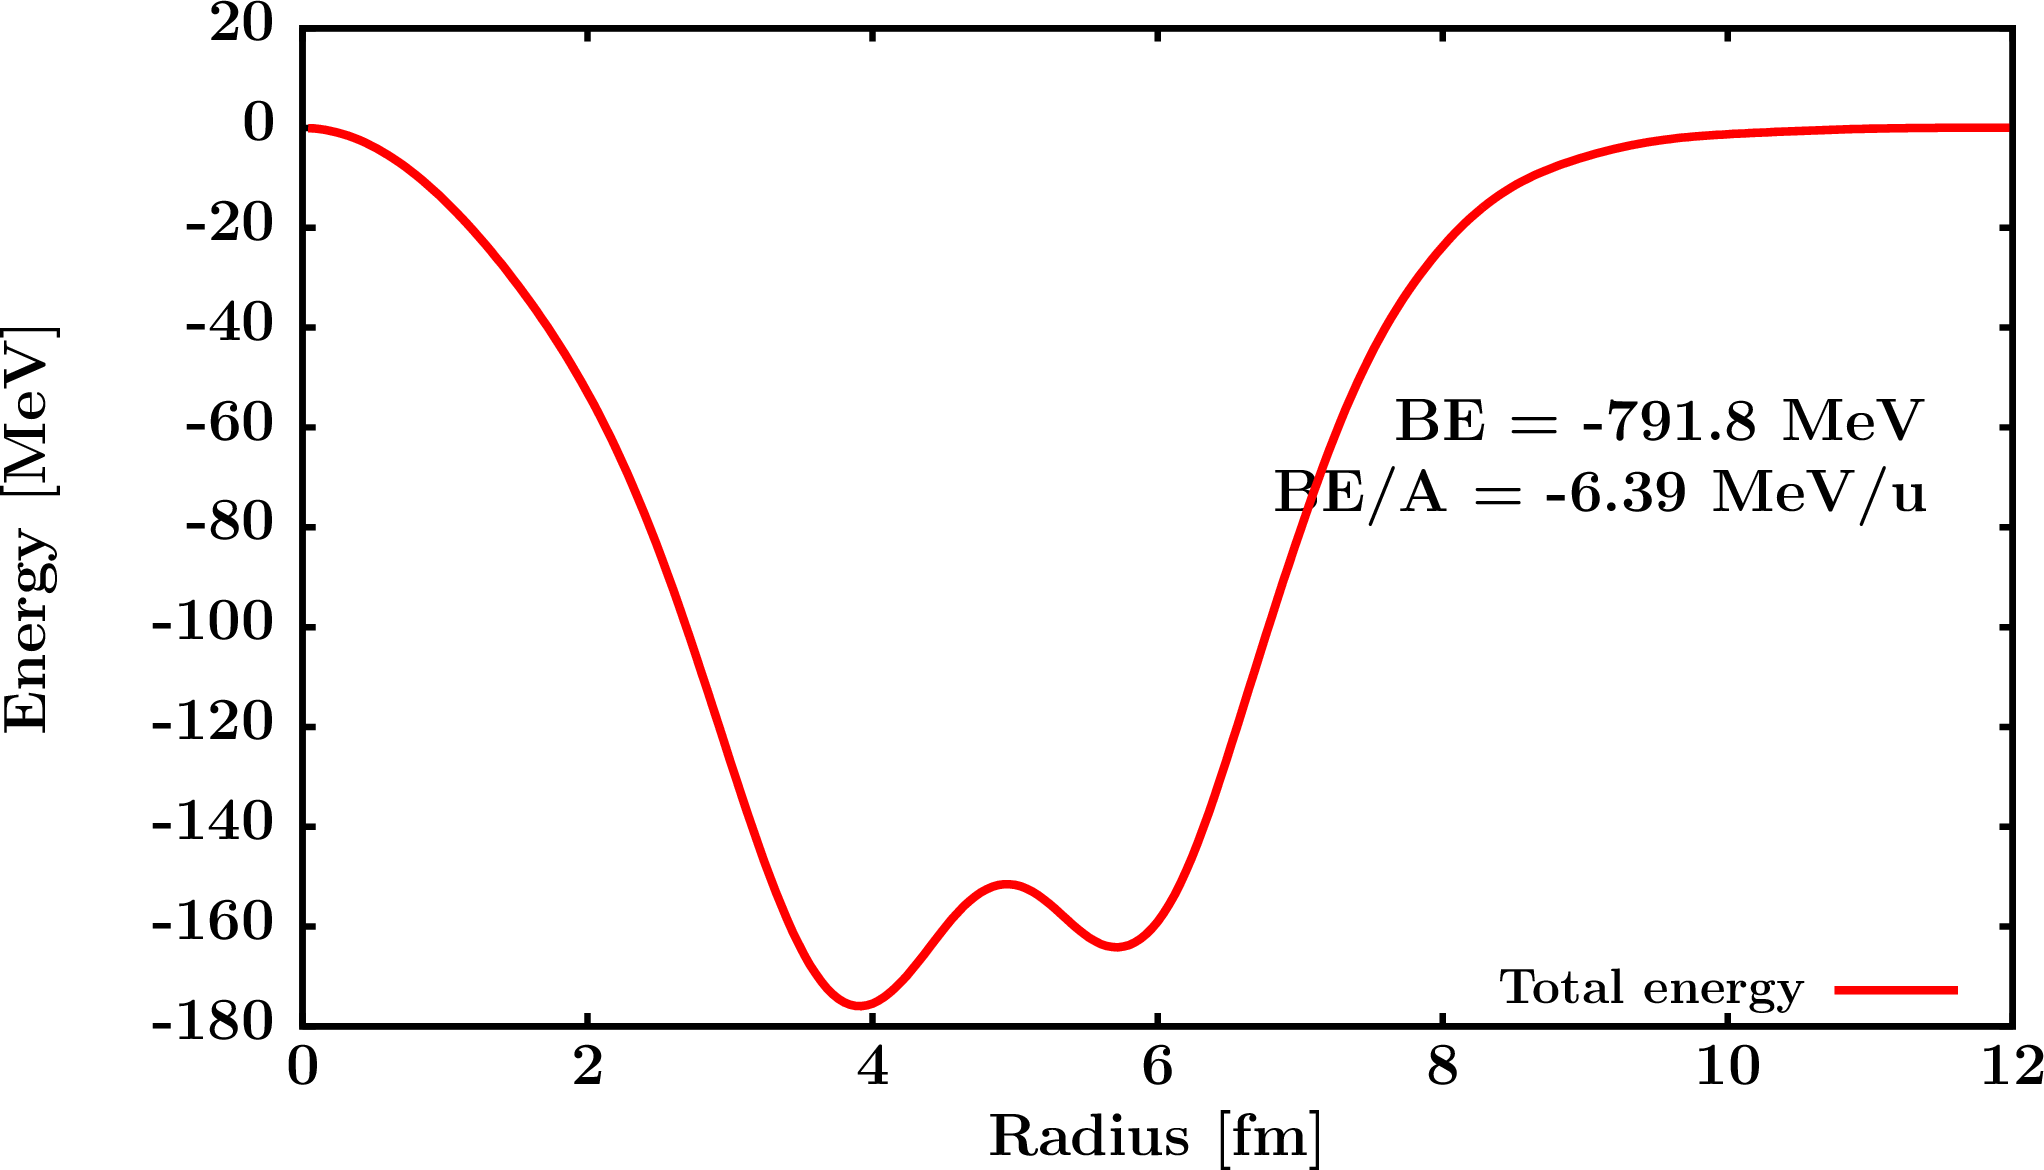 20
0
-20
-40
-60
-80
-100
-120
-140
-160
-180
Energy [MeV]
BE = -791.8 MeV
BE/A = -6.39 MeV/u
Total energy
0 2 4 6 8 10 12
Radius [fm]